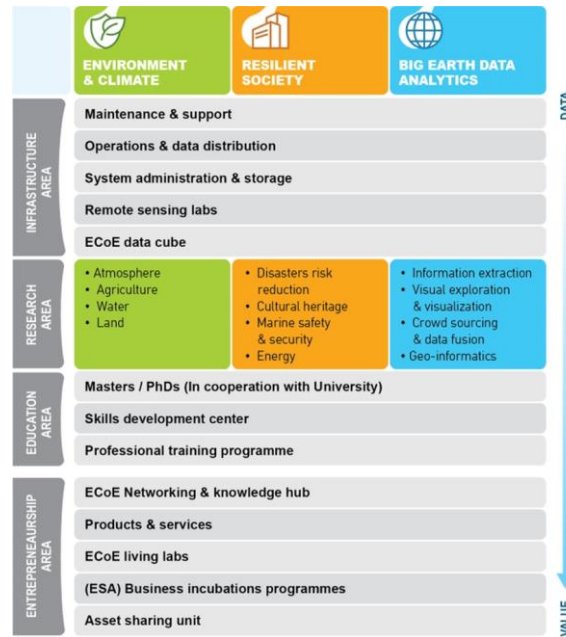 ENVIRONMENT
& CLIMATE
RESILIENT
SOCIETY
BIG EARTH DATA
ANALYTICS
DATA
INFRASTRUCTURE
AREA
Maintenance & support
Operations & data distribution
System administration & storage
Remote sensing labs
ECoE data cube
RESEARCH
AREA
• Atmosphere
• Agriculture
• Water
• Land
• Disasters risk
reduction
• Cultural heritage
• Marine safety
& security
• Energy
• Information extraction
• Visual exploration
& visualization
• Crowd sourcing
& data fusion
• Geo-informatics
EDUCATION
AREA
Masters / PhDs (In cooperation with University)
Skills development center
Professional training programme
ENTREPRENEAURSHIP
AREA
ECoE Networking & knowledge hub
Products & services
ECoE living labs
(ESA) Business incubations programmes
Asset sharing unit
VALUE